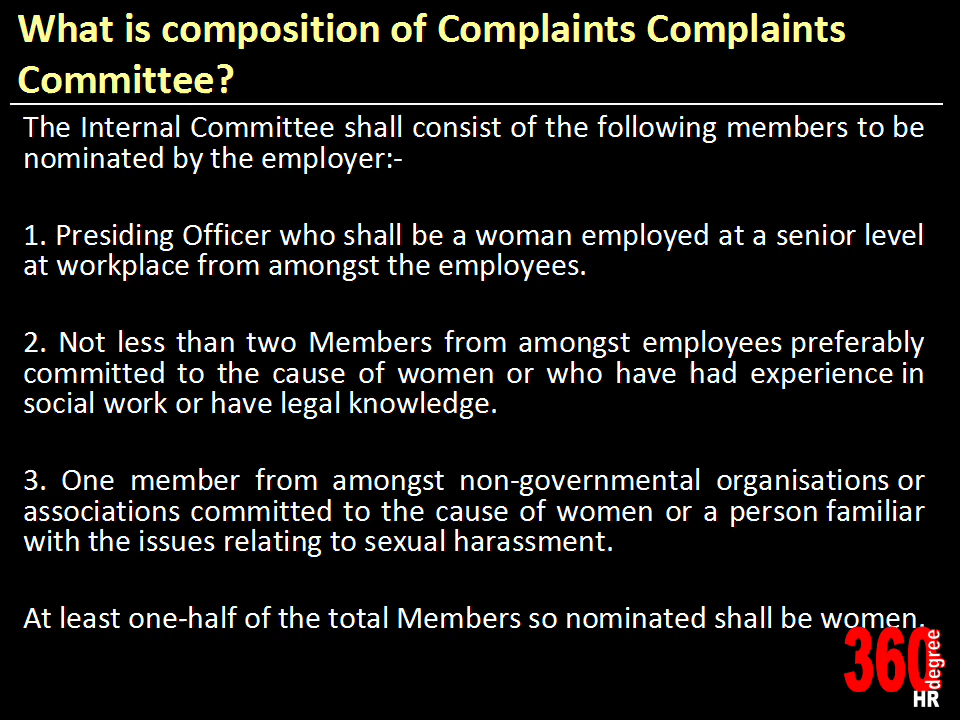 What is composition of Complaints Complaints
Committee?
The Internal Committee shall consist of the following members to be
nominated by the employer:-
1. Presiding Officer who shall be a woman employed at a senior level
at workplace from amongst the employees.
2. Not less than two Members from amongst employees preferably
committed to the cause of women or who have had experience in
social work or have legal knowledge.
3. One member from amongst non-governmental organisations or
associations committed to the cause of women or a person familiar
with the issues relating to sexual harassment.
At least one-half of the total Members so nominated shall be women.
360
degree
HR